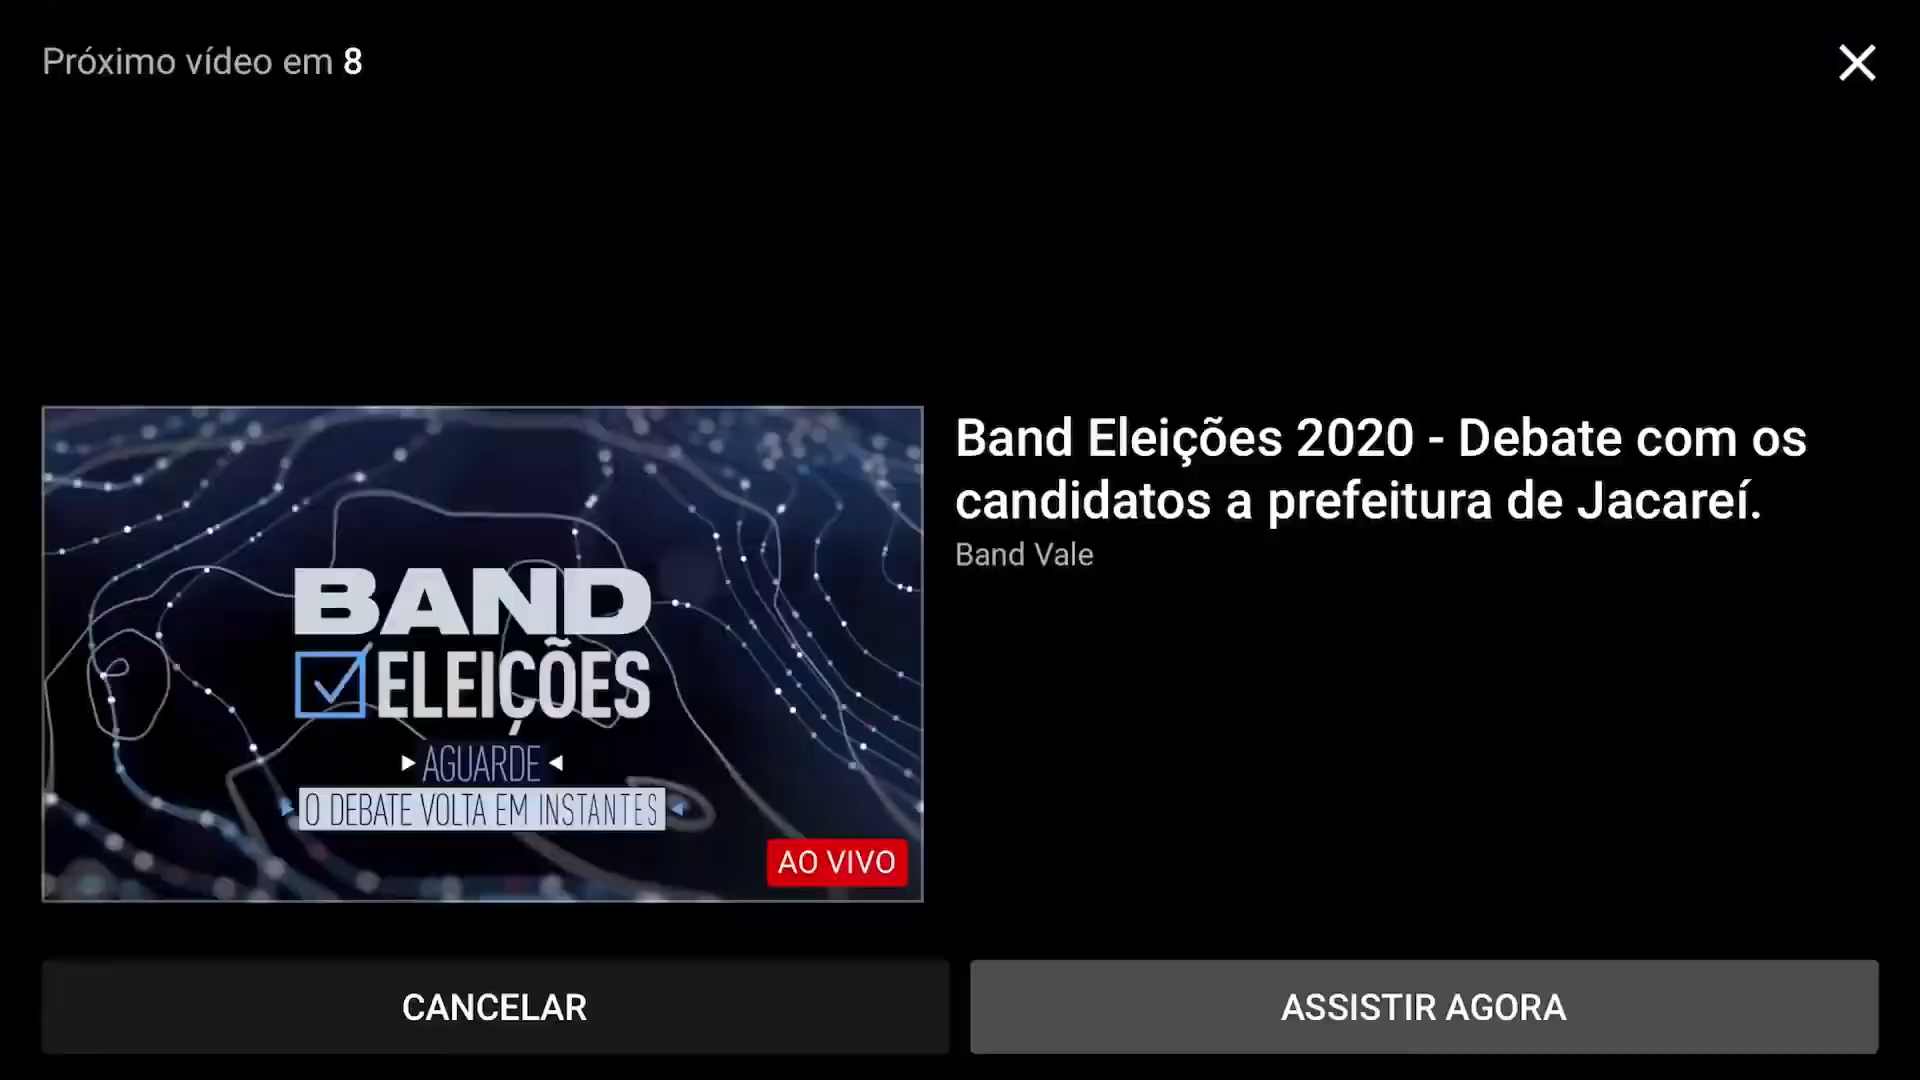 Próximo vídeo em 8
BAND
ELEIÇÕES
AGUARDE
O DEBATE VOLTA EM INSTANTES
AO VIVO
Band Eleições 2020 - Debate com os
candidatos a prefeitura de Jacareí.
Band Vale
CANCELAR
ASSISTIR AGORA